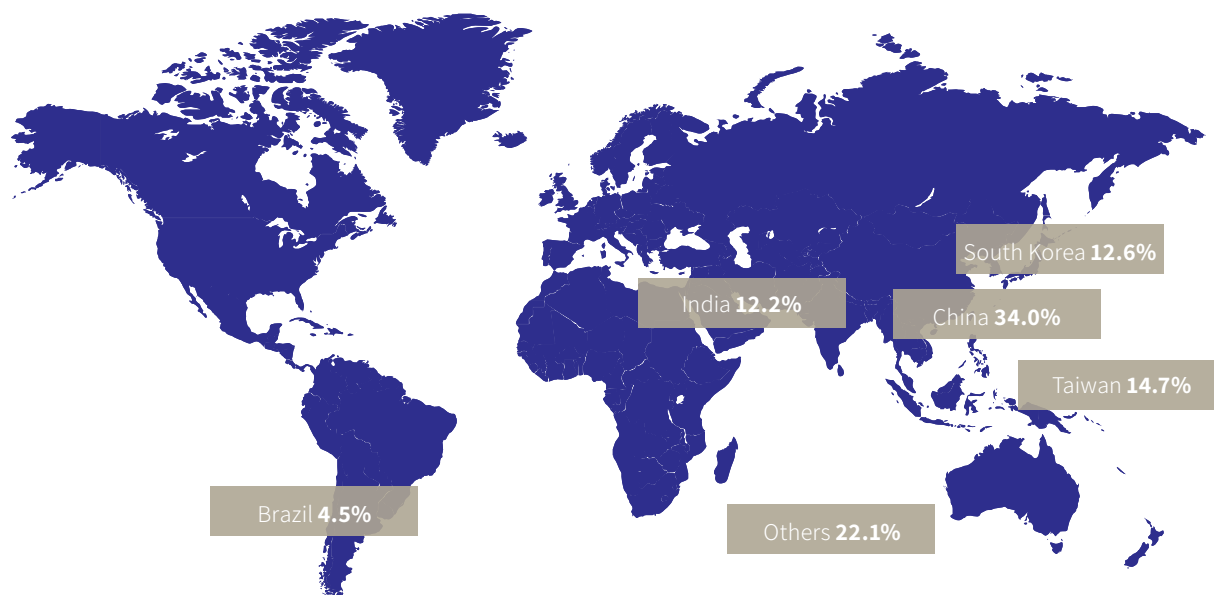 South Korea 12.6%
India 12.2%
China 34.0%
Taiwan 14.7%
Brazil 4.5%
Others 22.1%